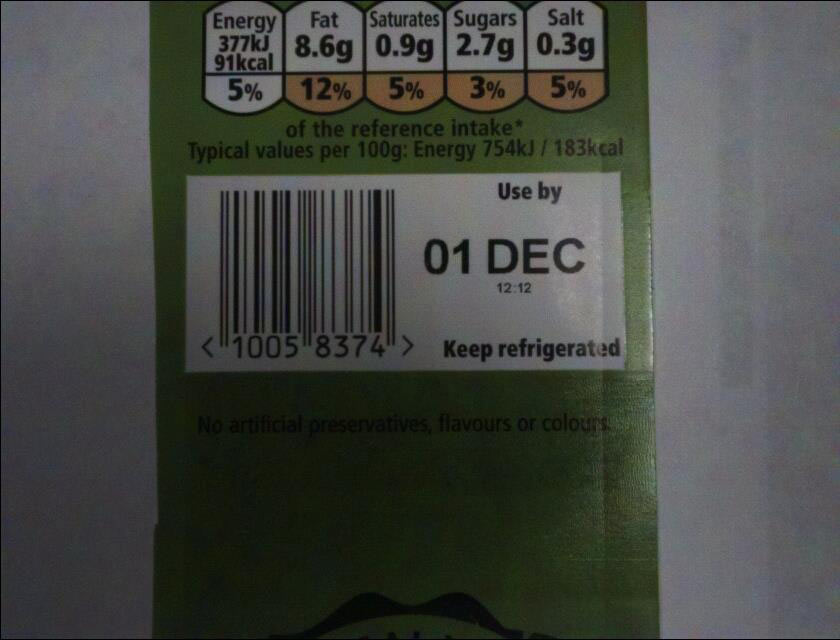 Energy Fat Saturates Sugars Salt
377kJ 8.6g 0.9g 2.7g 0.3g
91kcal
5% 12% 5% 3% 5%
of the reference intake*
Typical values per 100g: Energy 754kJ / 183kcal
Use by
01 DEC
12:12
< 1005 8374 >
Keep refrigerated
No artificial preservatives, flavours or colours.